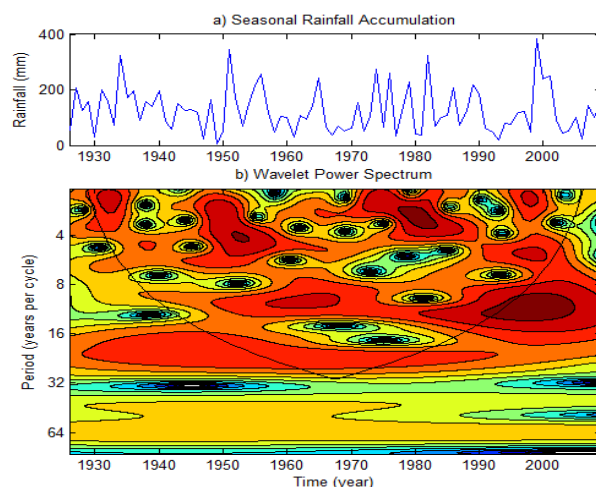 a) Seasonal Rainfall Accumulation
400
200
0
Rainfall (mm)
1930 1940 1950 1960 1970 1980 1990 2000
b) Wavelet Power Spectrum
4
8
16
32
64
Period (years per cycle)
1930 1940 1950 1960 1970 1980 1990 2000
Time (year)